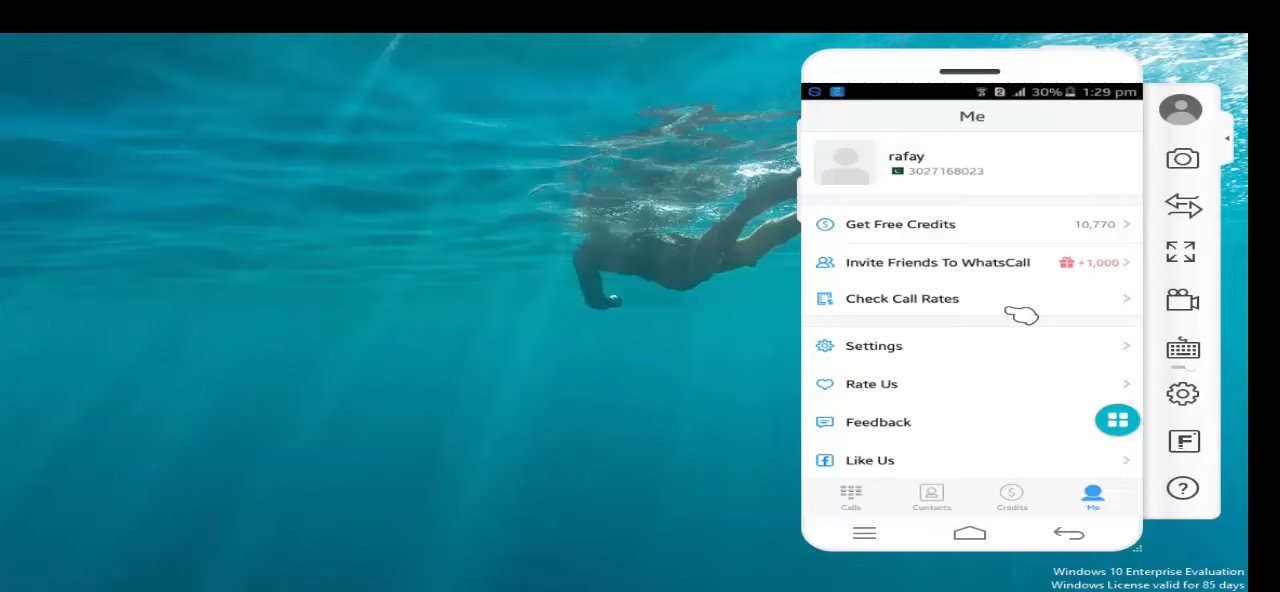 30% 1:29 pm
Me
rafay
3027168023
Get Free Credits 10,770 >
Invite Friends To WhatsCall +1,000 >
Check Call Rates >
Settings >
Rate Us >
Feedback
Like Us >
Calls Contacts Credits Me
Windows 10 Enterprise Evaluation
Windows License valid for 85 days